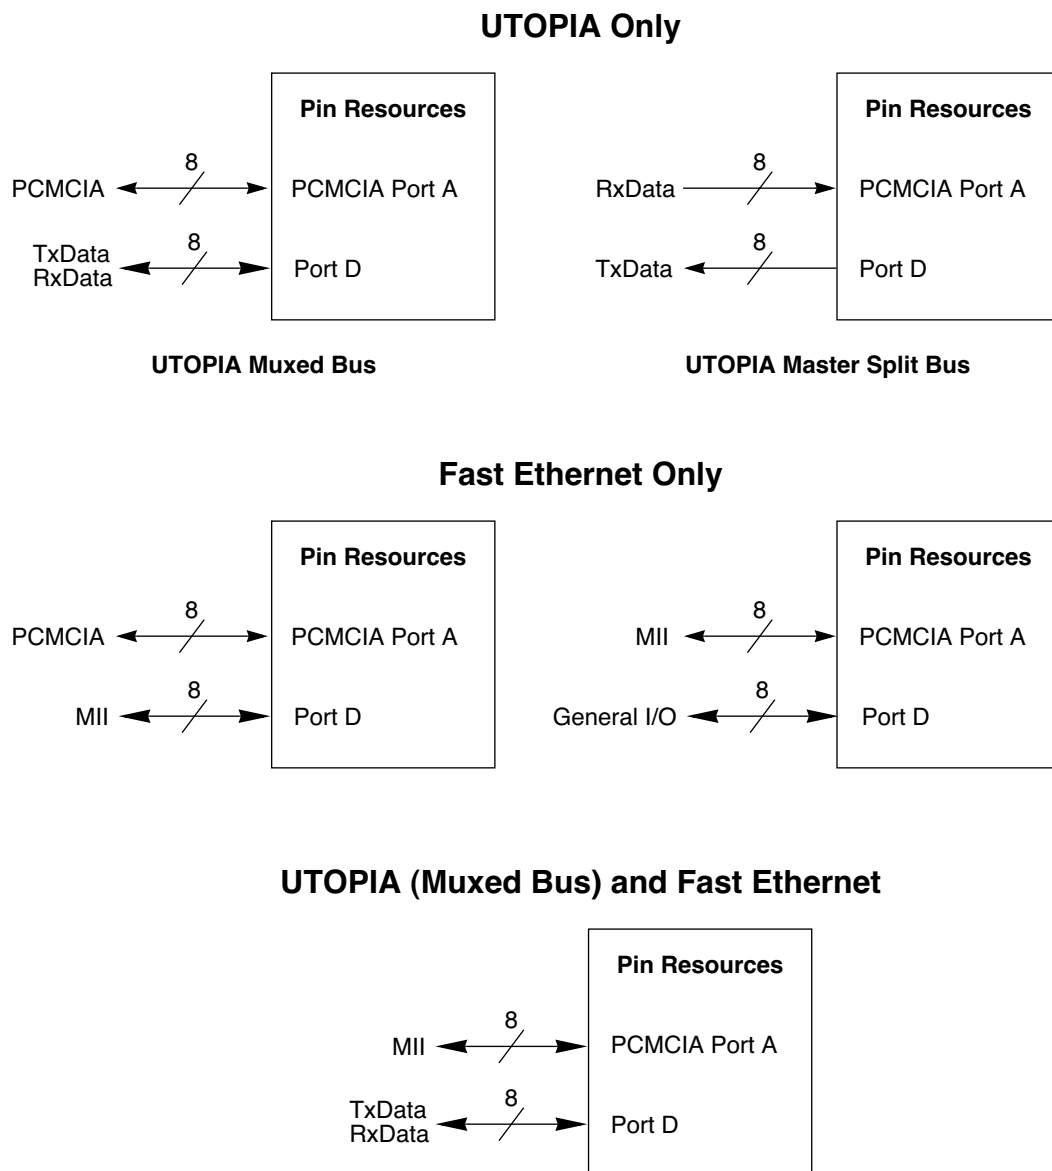 UTOPIA Only
Pin Resources
8
PCMCIA
PCMCIA Port A
8
TxData
RxData
Port D
UTOPIA Muxed Bus
Pin Resources
8
RxData
PCMCIA Port A
8
TxData
Port D
UTOPIA Master Split Bus
Fast Ethernet Only
Pin Resources
8
PCMCIA
PCMCIA Port A
8
MII
Port D
Pin Resources
8
MII
PCMCIA Port A
8
General I/O
Port D
UTOPIA (Muxed Bus) and Fast Ethernet
Pin Resources
8
MII
PCMCIA Port A
8
TxData
RxData
Port D